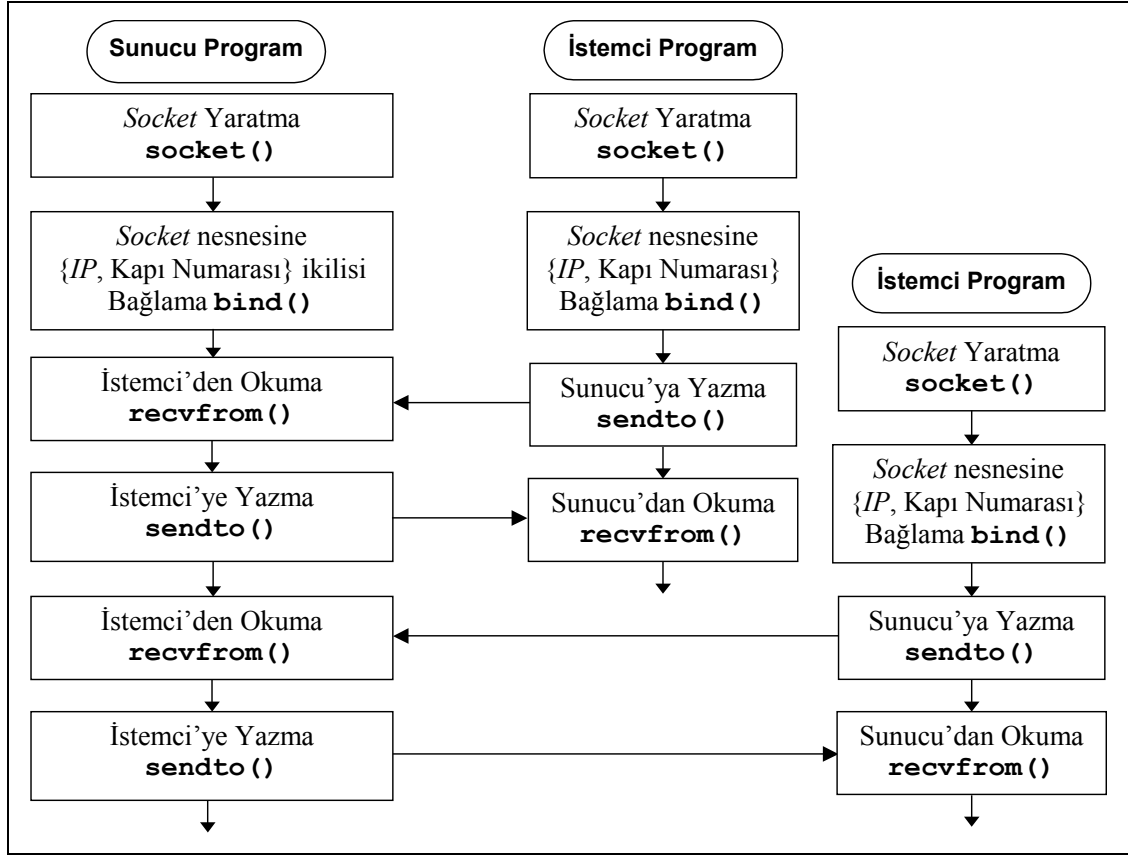 Sunucu Program
Socket Yaratma
socket()
Socket nesnesine
{IP, Kapı Numarası} ikilisi
Bağlama bind()
İstemci’den Okuma
recvfrom()
İstemci’ye Yazma
sendto()
İstemci’den Okuma
recvfrom()
İstemci’ye Yazma
sendto()
İstemci Program
Socket Yaratma
socket()
Socket nesnesine
{IP, Kapı Numarası}
Bağlama bind()
Sunucu’ya Yazma
sendto()
Sunucu’dan Okuma
recvfrom()
İstemci Program
Socket Yaratma
socket()
Socket nesnesine
{IP, Kapı Numarası}
Bağlama bind()
Sunucu’ya Yazma
sendto()
Sunucu’dan Okuma
recvfrom()